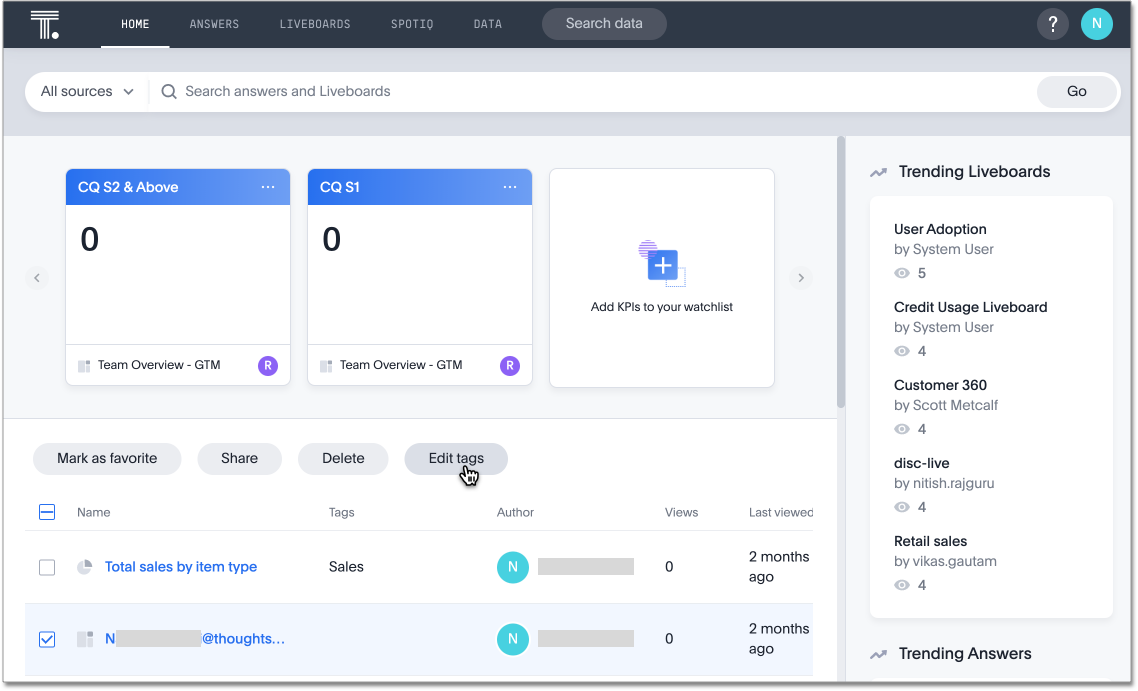 T.
HOME ANSWERS LIVEBOARDS SPOTIQ DATA Search data ? N
All sources Search answers and Liveboards Go
CQ S2 & Above ...
0
Team Overview - GTM R
CQ S1 ...
0
Team Overview - GTM R
Add KPIs to your watchlist
Mark as favorite Share Delete Edit tags
Name Tags Author Views Last viewed
Total sales by item type Sales N 0 2 months
ago
N @thoughts... N 0 2 months
ago
Trending Liveboards
User Adoption
by System User
5
Credit Usage Liveboard
by System User
4
Customer 360
by Scott Metcalf
4
disc-live
by nitish.rajguru
4
Retail sales
by vikas.gautam
4
Trending Answers